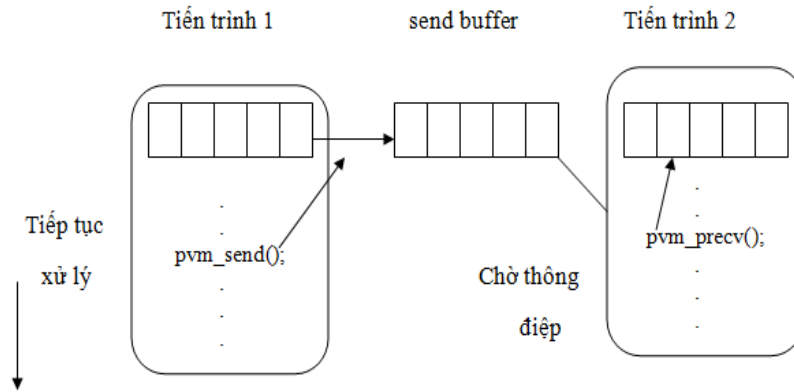 Tiến trình 1
send buffer
Tiến trình 2
Tiếp tục
xử lý
pvm_send();
pvm_precv();
Chờ thông
điệp